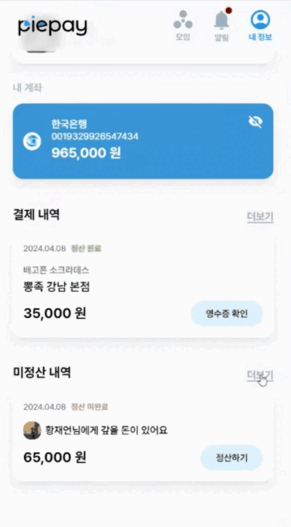 piepay
모임
알림
내 정보
내 계좌
한국은행
0019329926547434
965,000 원
결제 내역
더보기
2024.04.08 정산 완료
배고픈 소크라테스
뽕족 강남 본점
35,000 원
영수증 확인
미정산 내역
더보기
2024.04.08 정산 미완료
황재언님에게 갚을 돈이 있어요
65,000 원
정산하기